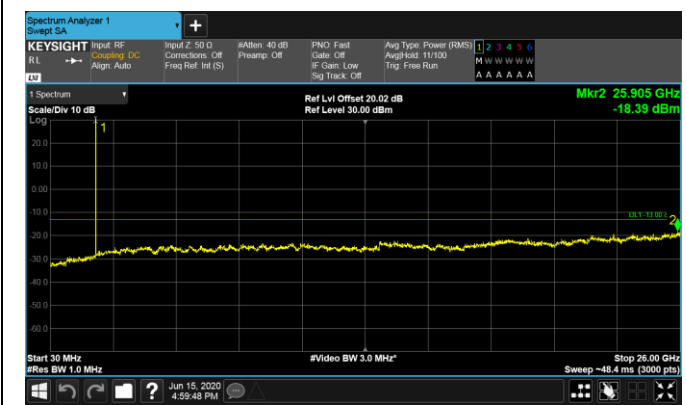 Spectrum Analyzer 1
Swept SA
KEYSIGHT
RL
LNI
Input: RF
Coupling: DC
Align: Auto
Input Z: 50 Ω
Corrections: Off
Freq Ref: Int (S)
#Atten: 40 dB
Preamp: Off
PNO: Fast
Gate: Off
IF Gain: Low
Sig Track: Off
Avg Type: Power (RMS)
Avg|Hold: 11/100
Trig: Free Run
1 2 3 4 5 6
M W W W W W
A A A A A A
1 Spectrum
Scale/Div 10 dB
Ref Lvl Offset 20.02 dB
Ref Level 30.00 dBm
Mkr2 25.905 GHz
-18.39 dBm
Log
1
20.0
10.0
0.00
-10.0
DL1 -13.00
2
-20.0
-30.0
-40.0
-50.0
-60.0
Start 30 MHz
#Res BW 1.0 MHz
#Video BW 3.0 MHz*
Stop 26.00 GHz
Sweep ~48.4 ms (3000 pts)
?
Jun 15, 2020
4:59:48 PM